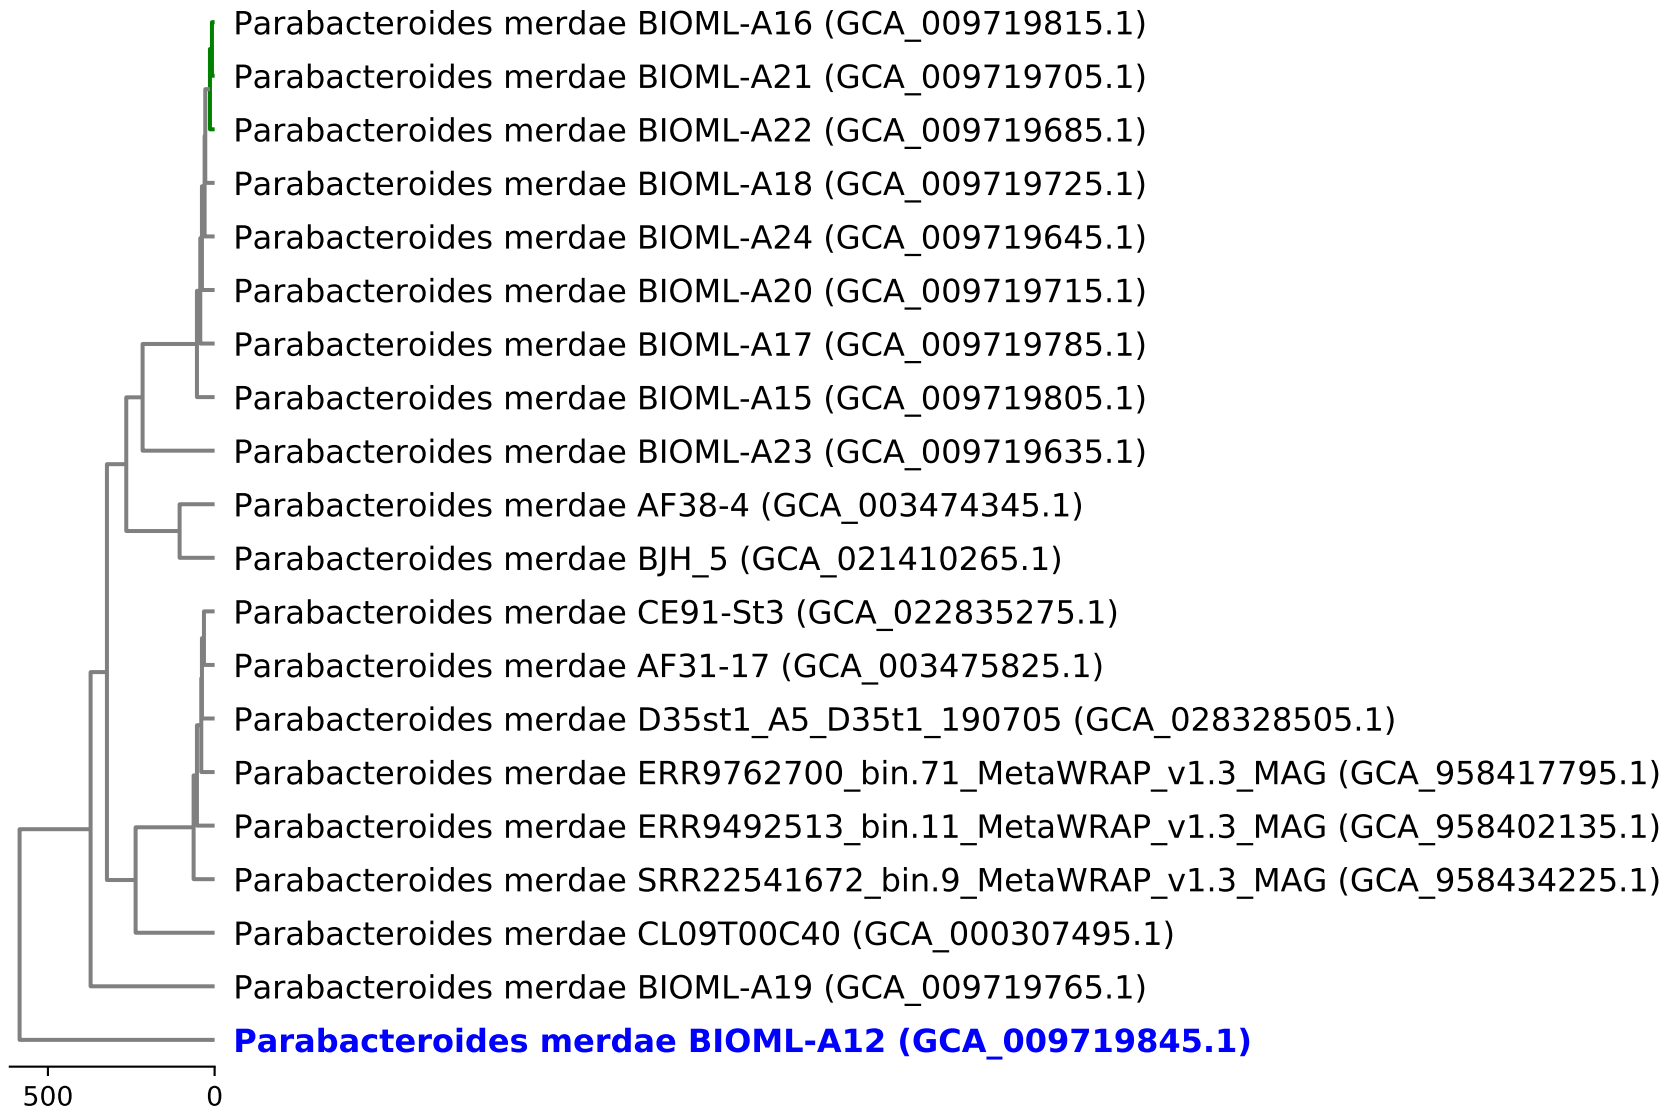 Parabacteroides merdae BIOML-A16 (GCA_009719815.1)
Parabacteroides merdae BIOML-A21 (GCA_009719705.1)
Parabacteroides merdae BIOML-A22 (GCA_009719685.1)
Parabacteroides merdae BIOML-A18 (GCA_009719725.1)
Parabacteroides merdae BIOML-A24 (GCA_009719645.1)
Parabacteroides merdae BIOML-A20 (GCA_009719715.1)
Parabacteroides merdae BIOML-A17 (GCA_009719785.1)
Parabacteroides merdae BIOML-A15 (GCA_009719805.1)
Parabacteroides merdae BIOML-A23 (GCA_009719635.1)
Parabacteroides merdae AF38-4 (GCA_003474345.1)
Parabacteroides merdae BJH_5 (GCA_021410265.1)
Parabacteroides merdae CE91-St3 (GCA_022835275.1)
Parabacteroides merdae AF31-17 (GCA_003475825.1)
Parabacteroides merdae D35st1_A5_D35t1_190705 (GCA_028328505.1)
Parabacteroides merdae ERR9762700_bin.71_MetaWRAP_v1.3_MAG (GCA_958417795.1)
Parabacteroides merdae ERR9492513_bin.11_MetaWRAP_v1.3_MAG (GCA_958402135.1)
Parabacteroides merdae SRR22541672_bin.9_MetaWRAP_v1.3_MAG (GCA_958434225.1)
Parabacteroides merdae CL09T00C40 (GCA_000307495.1)
Parabacteroides merdae BIOML-A19 (GCA_009719765.1)
Parabacteroides merdae BIOML-A12 (GCA_009719845.1)
500 0